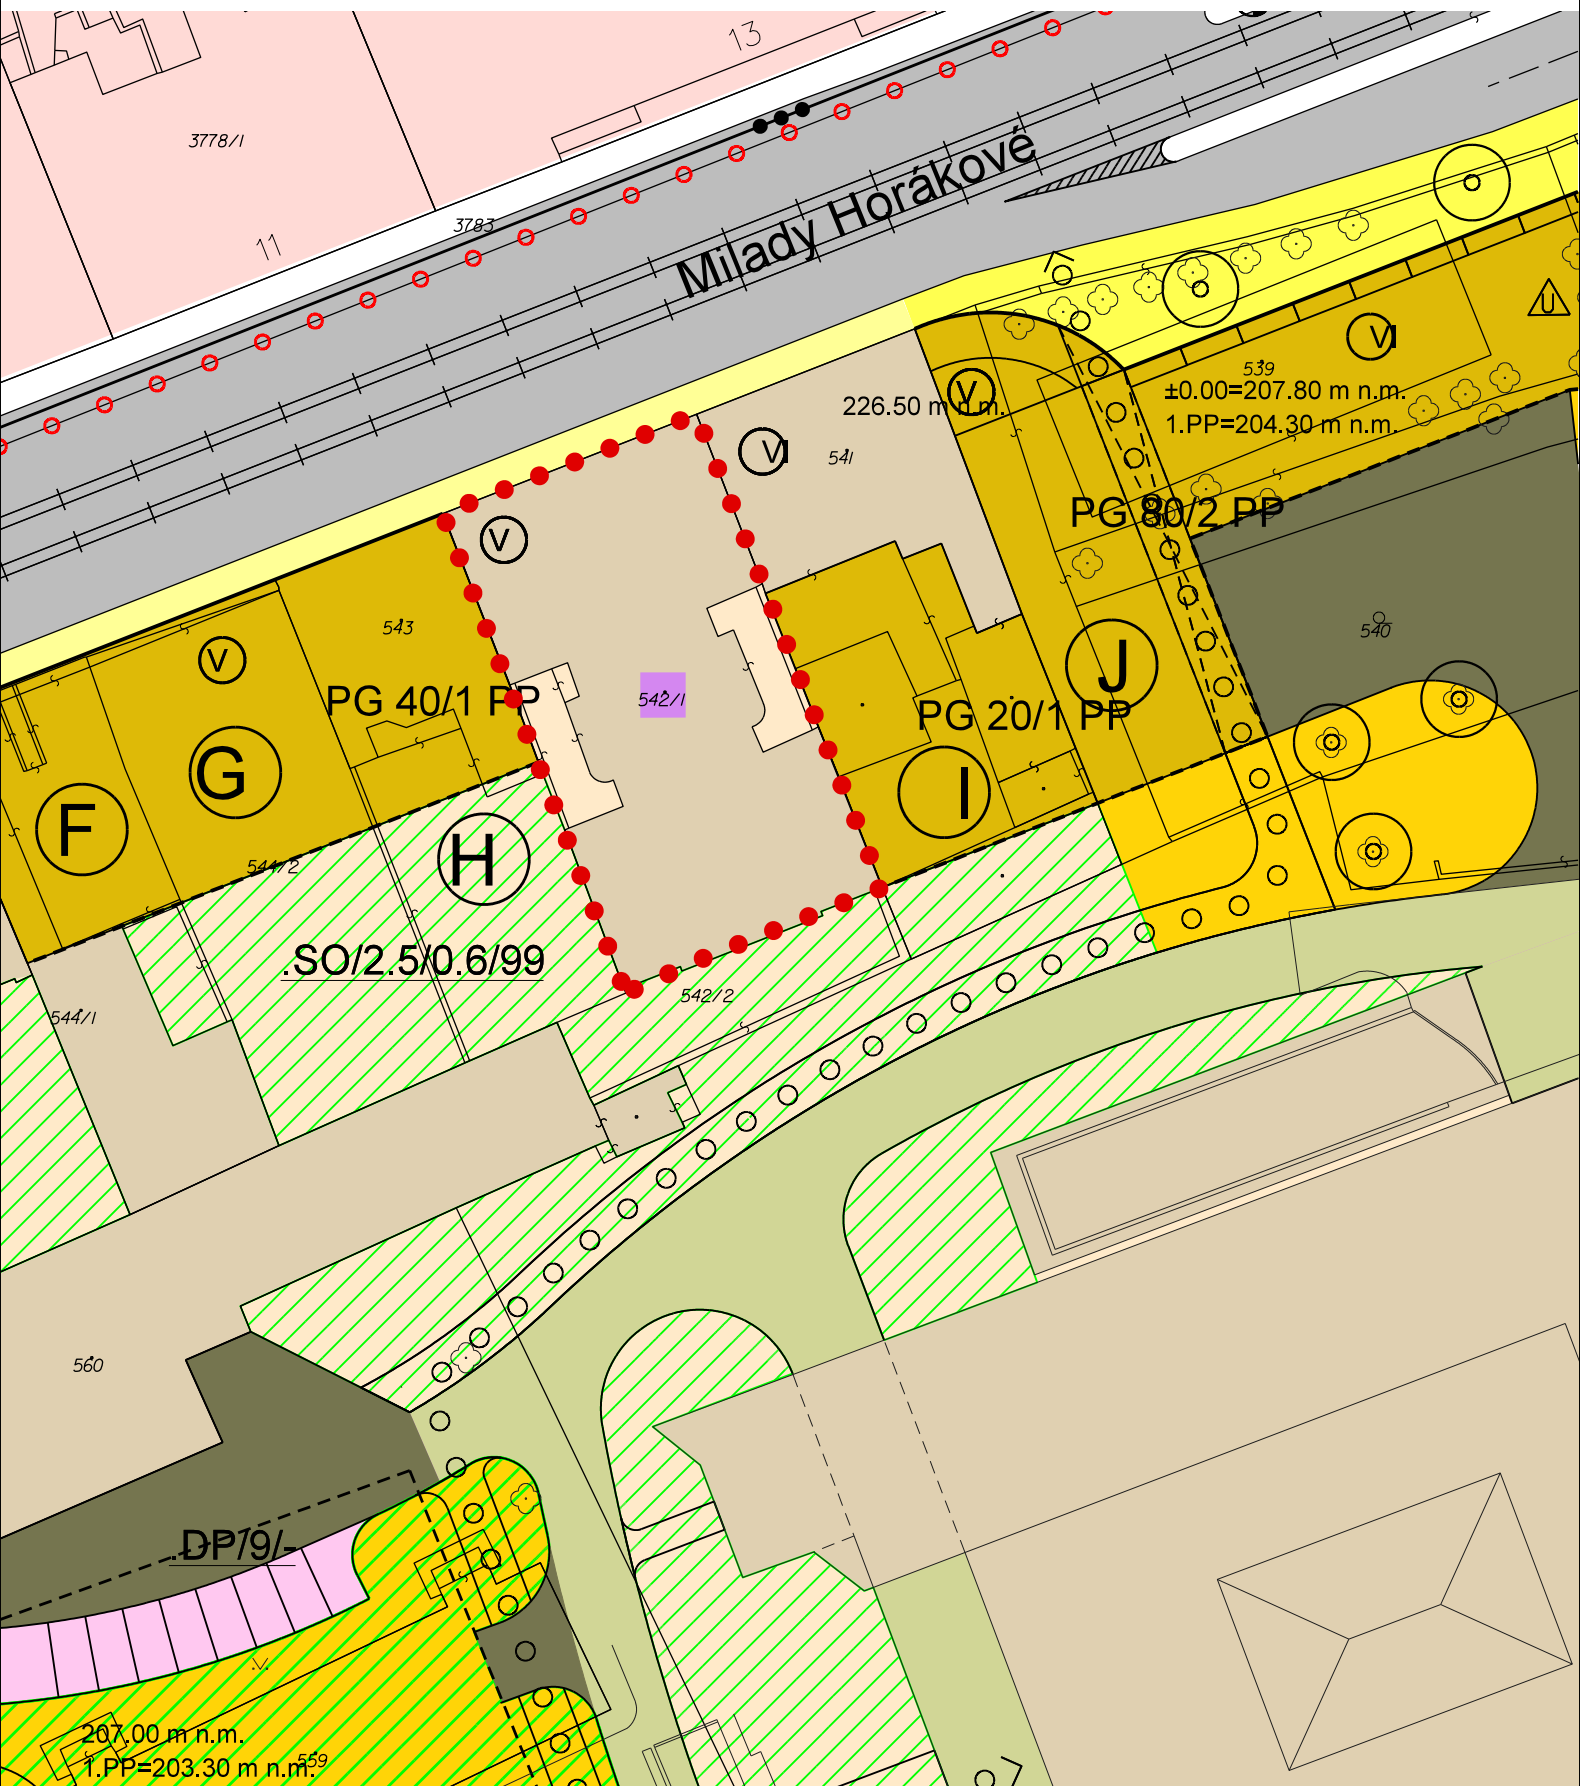 13
3778/1
11
3783
Milady Horákové
U
VI
539
±0.00=207.80 m n.m.
1.PP=204.30 m n.m.
V
226.50 m n.m.
VI
541
V
PG 80/2 PP
543
540
V
J
PG 40/1 PP
542/1
PG 20/1 PP
G
I
F
H
544/2
.SO/2.5/0.6/99
542/2
544/1
560
.DP/9/-
207.00 m n.m.
559
1.PP=203.30 m n.m.